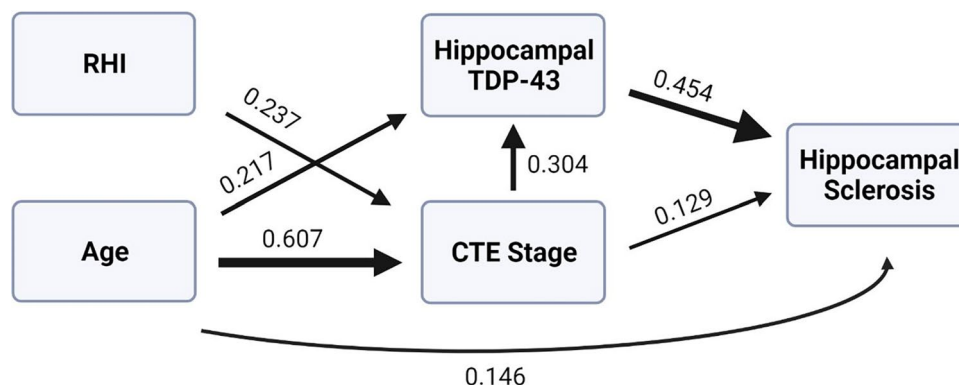 RHI
Hippocampal
TDP-43
0.454
0.237
0.217
Hippocampal
Sclerosis
0.304
0.129
Age
0.607
CTE Stage
0.146